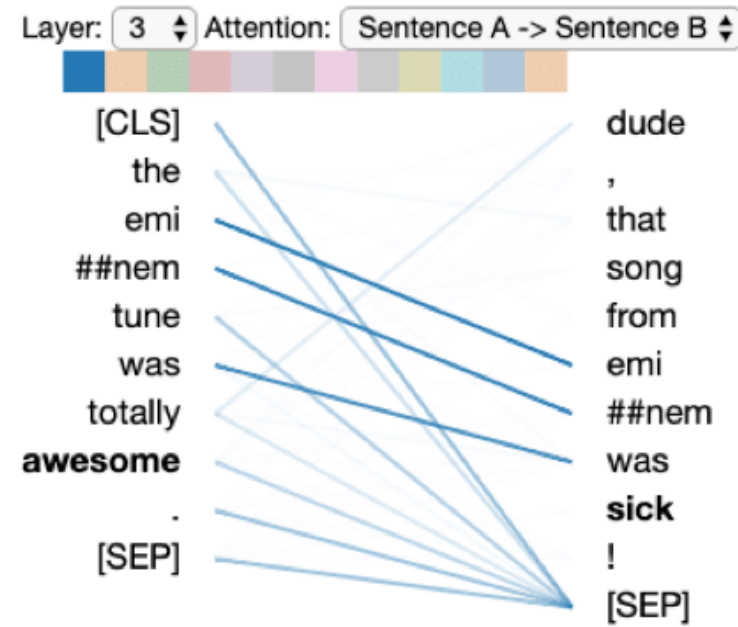 Layer: 3 Attention: Sentence A -> Sentence B
[CLS] dude
the ,
emi that
##nem song
tune from
was emi
totally ##nem
awesome was
. sick
[SEP] !
[SEP]